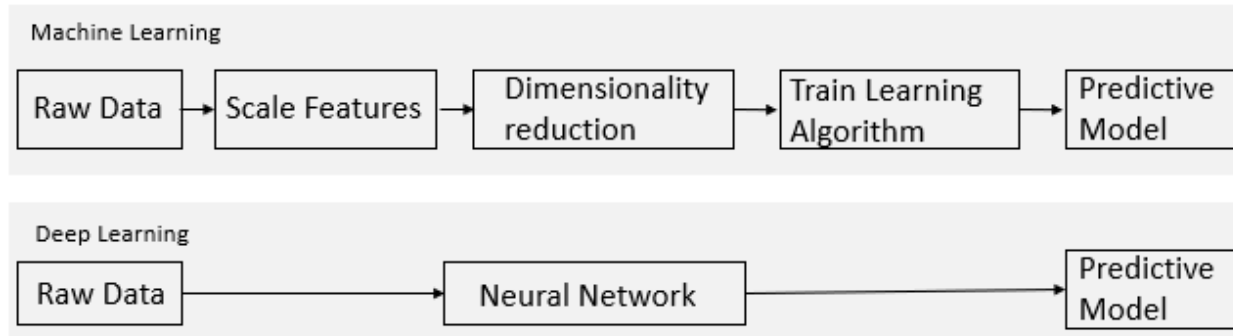 Machine Learning
Raw Data
Scale Features
Dimensionality
reduction
Train Learning
Algorithm
Predictive
Model
Deep Learning
Raw Data
Neural Network
Predictive
Model